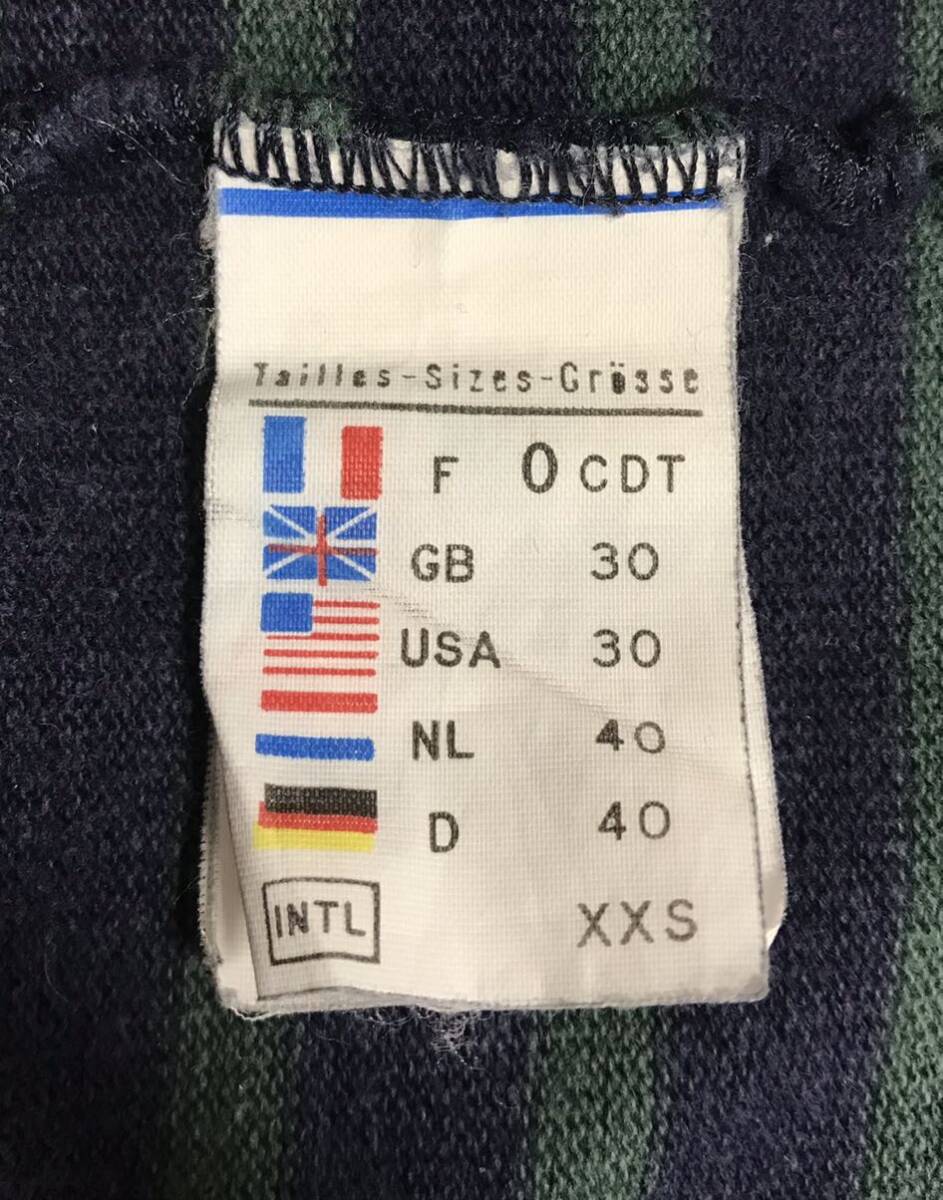 Tailles-Sizes-Grösse
F 0 CDT
GB 30
USA 30
NL 40
D 40
INTL XXS